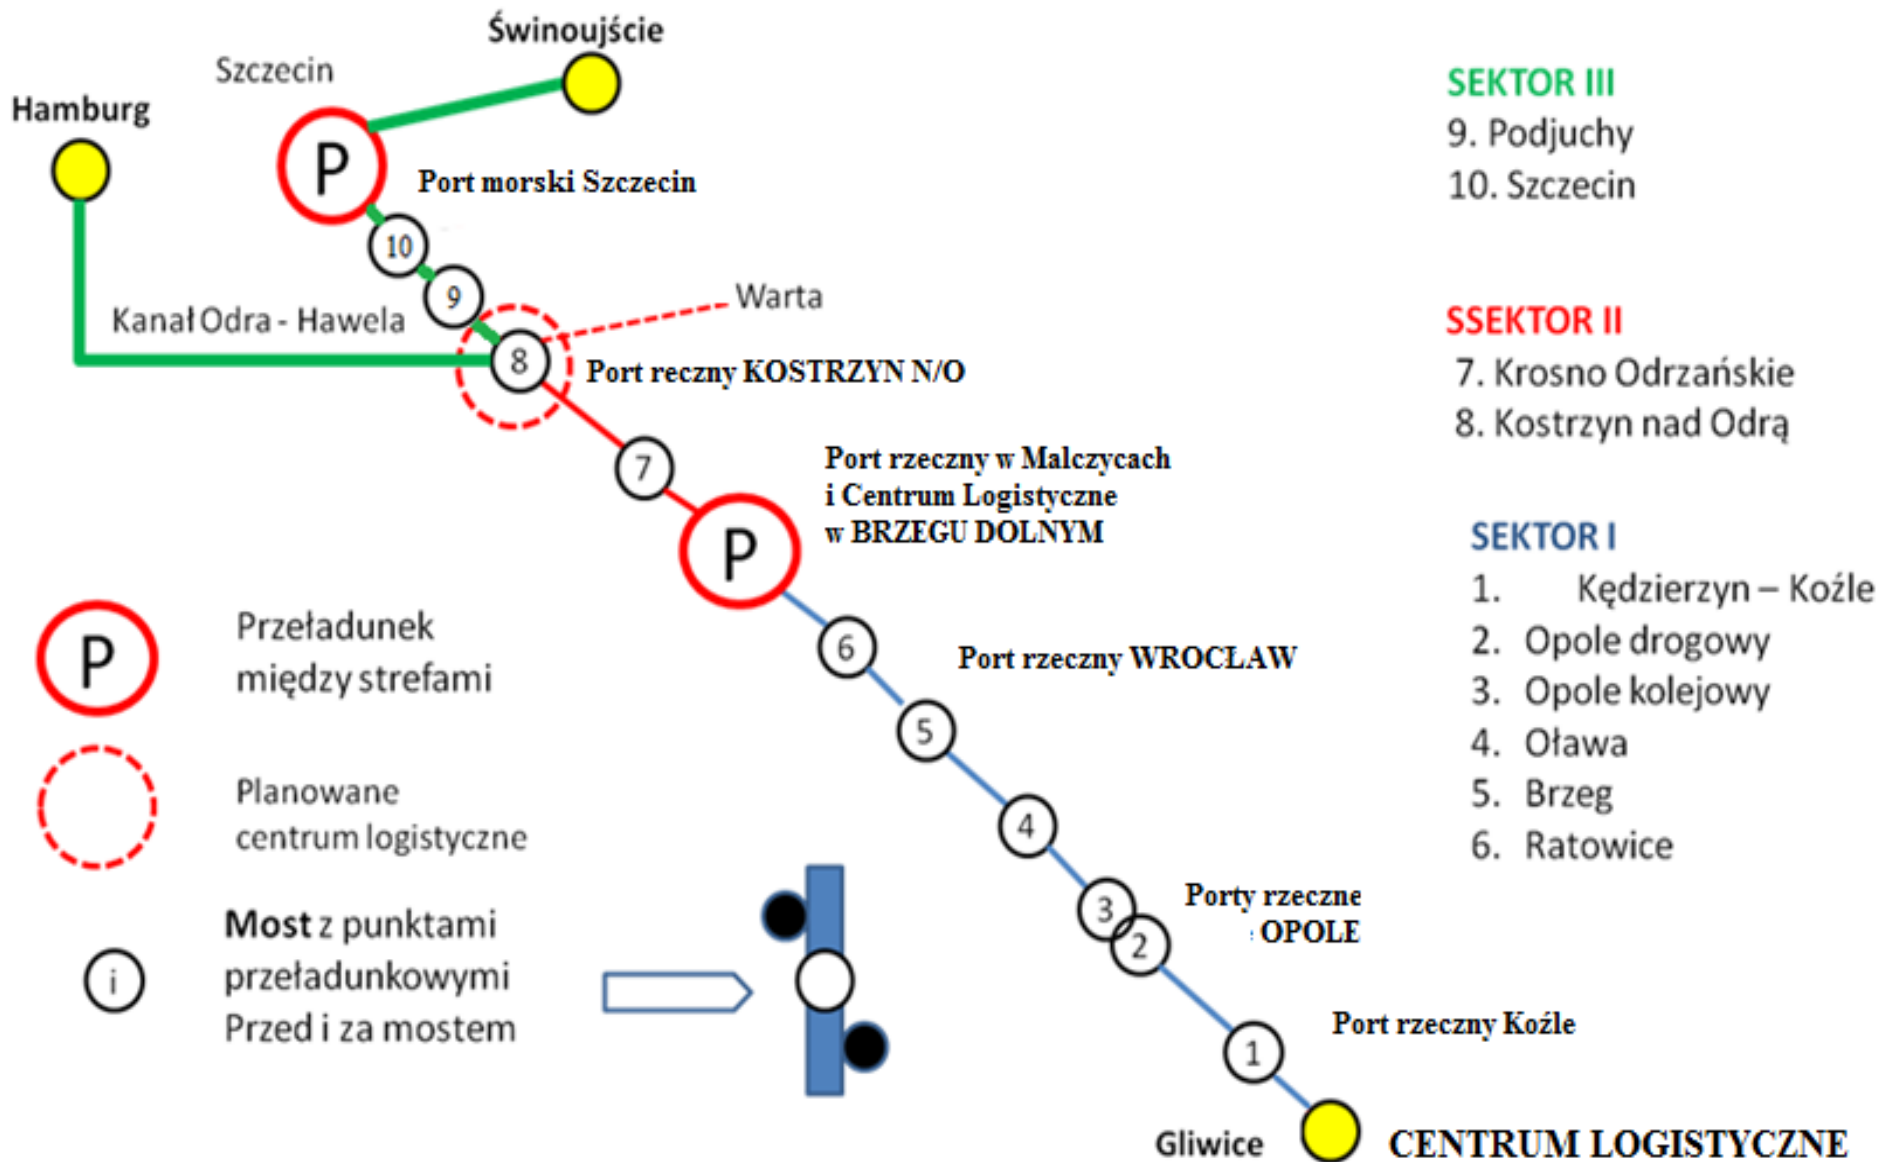 Świnoujście
Szczecin
Hamburg
P
Port morski Szczecin
10
9
Warta
Kanał Odra - Hawela
8
Port reczny KOSTRZYN N/O
7
Port rzeczny w Malczycach
i Centrum Logistyczne
w BRZEGU DOLNYM
P
6
Port rzeczny WROCŁAW
5
4
3
2
Porty rzeczne
: OPOLE
Port rzeczny Koźle
1
Gliwice
CENTRUM LOGISTYCZNE
SEKTOR III
9. Podjuchy
10. Szczecin
SSEKTOR II
7. Krosno Odrzańskie
8. Kostrzyn nad Odrą
SEKTOR I
1. Kędzierzyn – Koźle
2. Opole drogowy
3. Opole kolejowy
4. Oława
5. Brzeg
6. Ratowice
P
Przeładunek
między strefami
Planowane
centrum logistyczne
i
Most z punktami
przeładunkowymi
Przed i za mostem